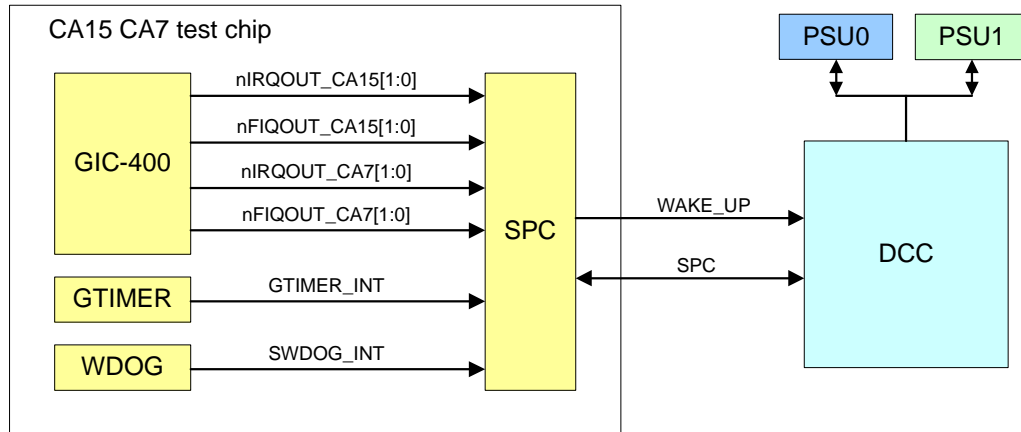 CA15 CA7 test chip
PSU0
PSU1
nIRQOUT_CA15[1:0]
nFIQOUT_CA15[1:0]
GIC-400
nIRQOUT_CA7[1:0]
nFIQOUT_CA7[1:0]
SPC
WAKE_UP
DCC
SPC
GTIMER
GTIMER_INT
WDOG
SWDOG_INT